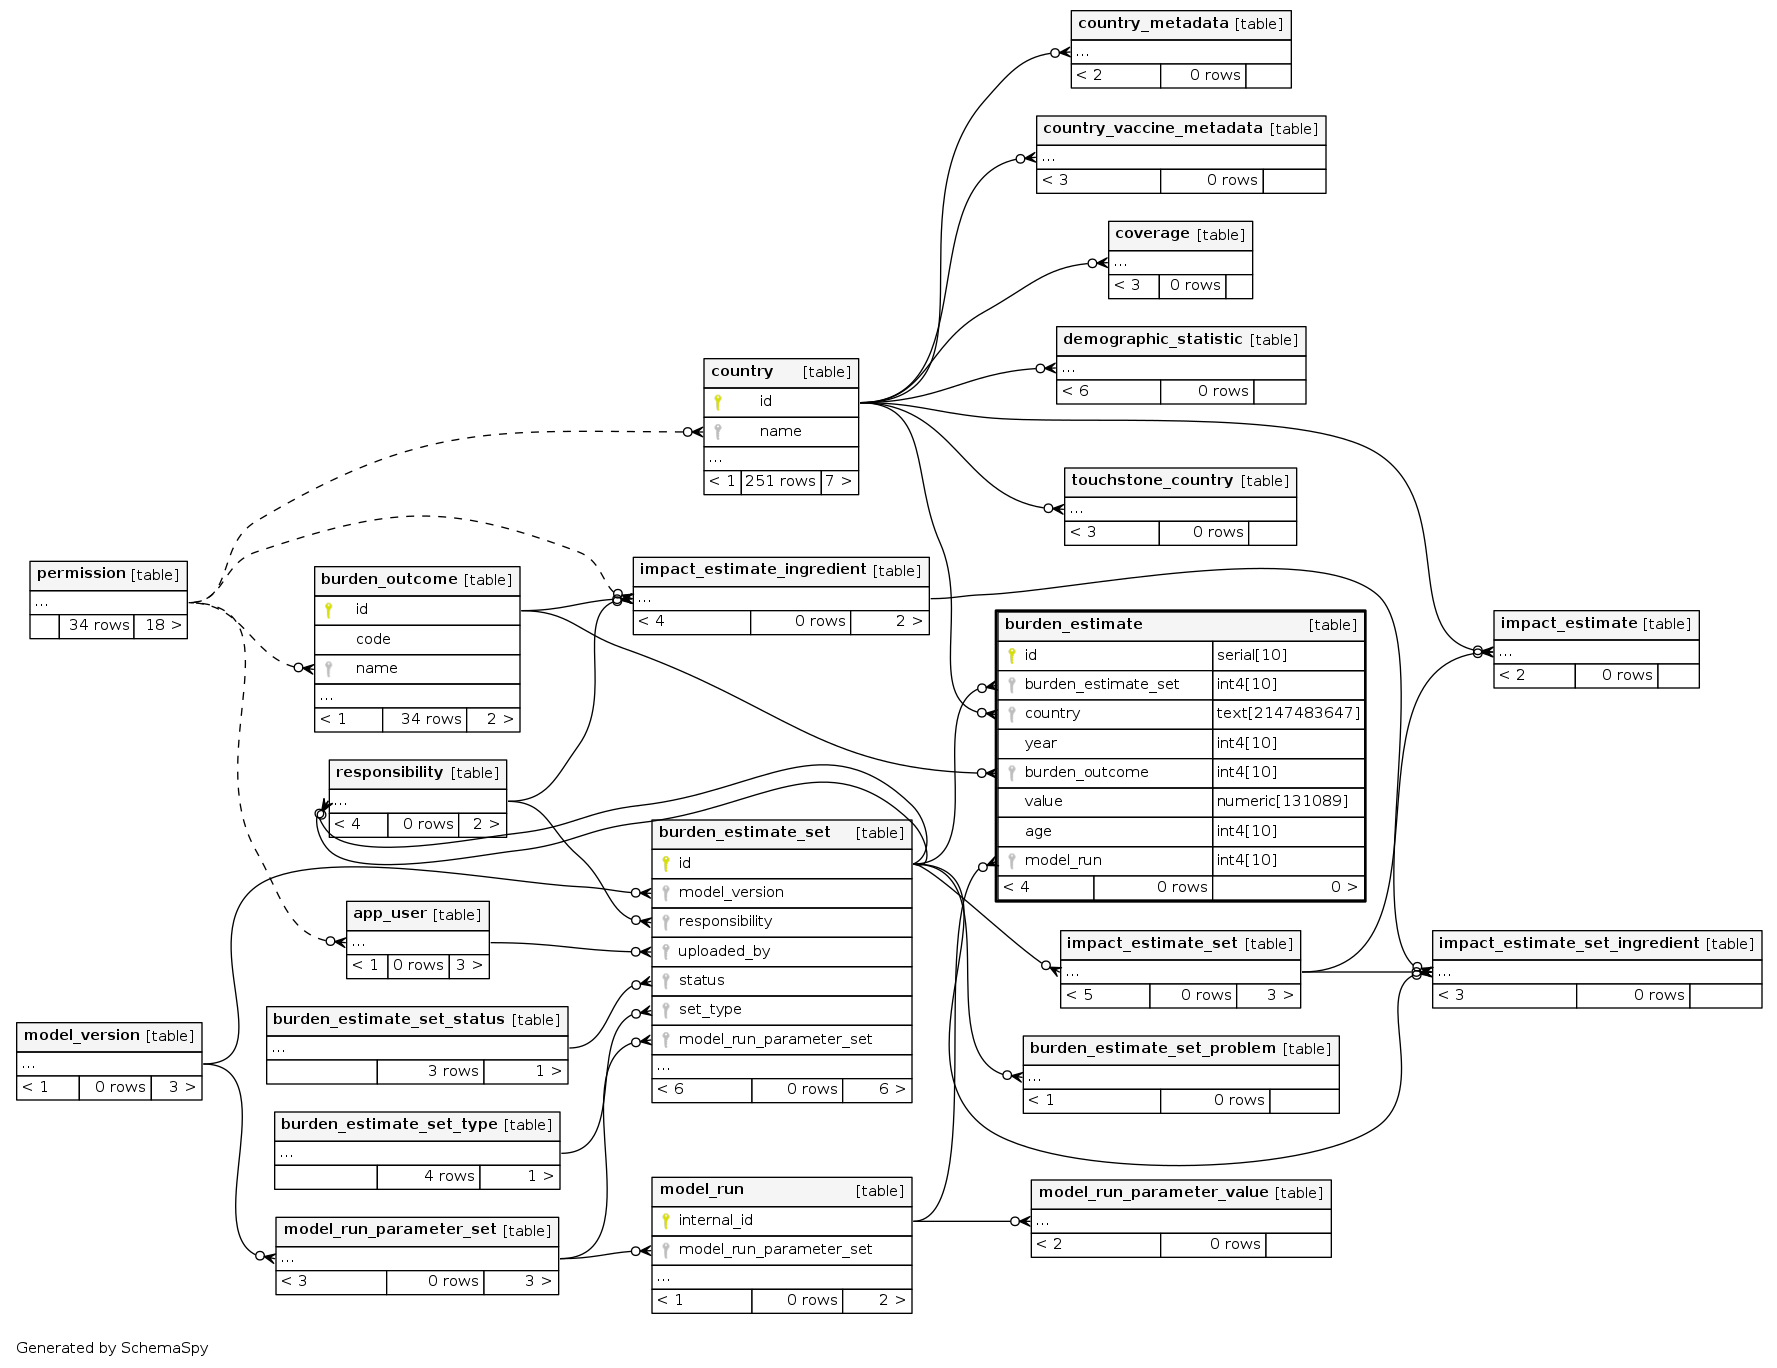 country_metadata [table]
...
< 2 0 rows
country_vaccine_metadata [table]
...
< 3 0 rows
coverage [table]
...
< 3 0 rows
demographic_statistic [table]
...
< 6 0 rows
country [table]
id
name
...
< 1 251 rows 7 >
touchstone_country [table]
...
< 3 0 rows
permission [table]
...
34 rows 18 >
burden_outcome [table]
id
code
name
...
< 1 34 rows 2 >
impact_estimate_ingredient [table]
...
< 4 0 rows 2 >
burden_estimate [table]
id serial[10]
burden_estimate_set int4[10]
country text[2147483647]
year int4[10]
burden_outcome int4[10]
value numeric[131089]
age int4[10]
model_run int4[10]
< 4 0 rows 0 >
impact_estimate [table]
...
< 2 0 rows
responsibility [table]
...
< 4 0 rows 2 >
burden_estimate_set [table]
id
model_version
responsibility
uploaded_by
status
set_type
model_run_parameter_set
...
< 6 0 rows 6 >
app_user [table]
...
< 1 0 rows 3 >
impact_estimate_set [table]
...
< 5 0 rows 3 >
impact_estimate_set_ingredient [table]
...
< 3 0 rows
burden_estimate_set_status [table]
...
3 rows 1 >
model_version [table]
...
< 1 0 rows 3 >
burden_estimate_set_problem [table]
...
< 1 0 rows
burden_estimate_set_type [table]
...
4 rows 1 >
model_run [table]
internal_id
model_run_parameter_set
...
< 1 0 rows 2 >
model_run_parameter_value [table]
...
< 2 0 rows
model_run_parameter_set [table]
...
< 3 0 rows 3 >
Generated by SchemaSpy